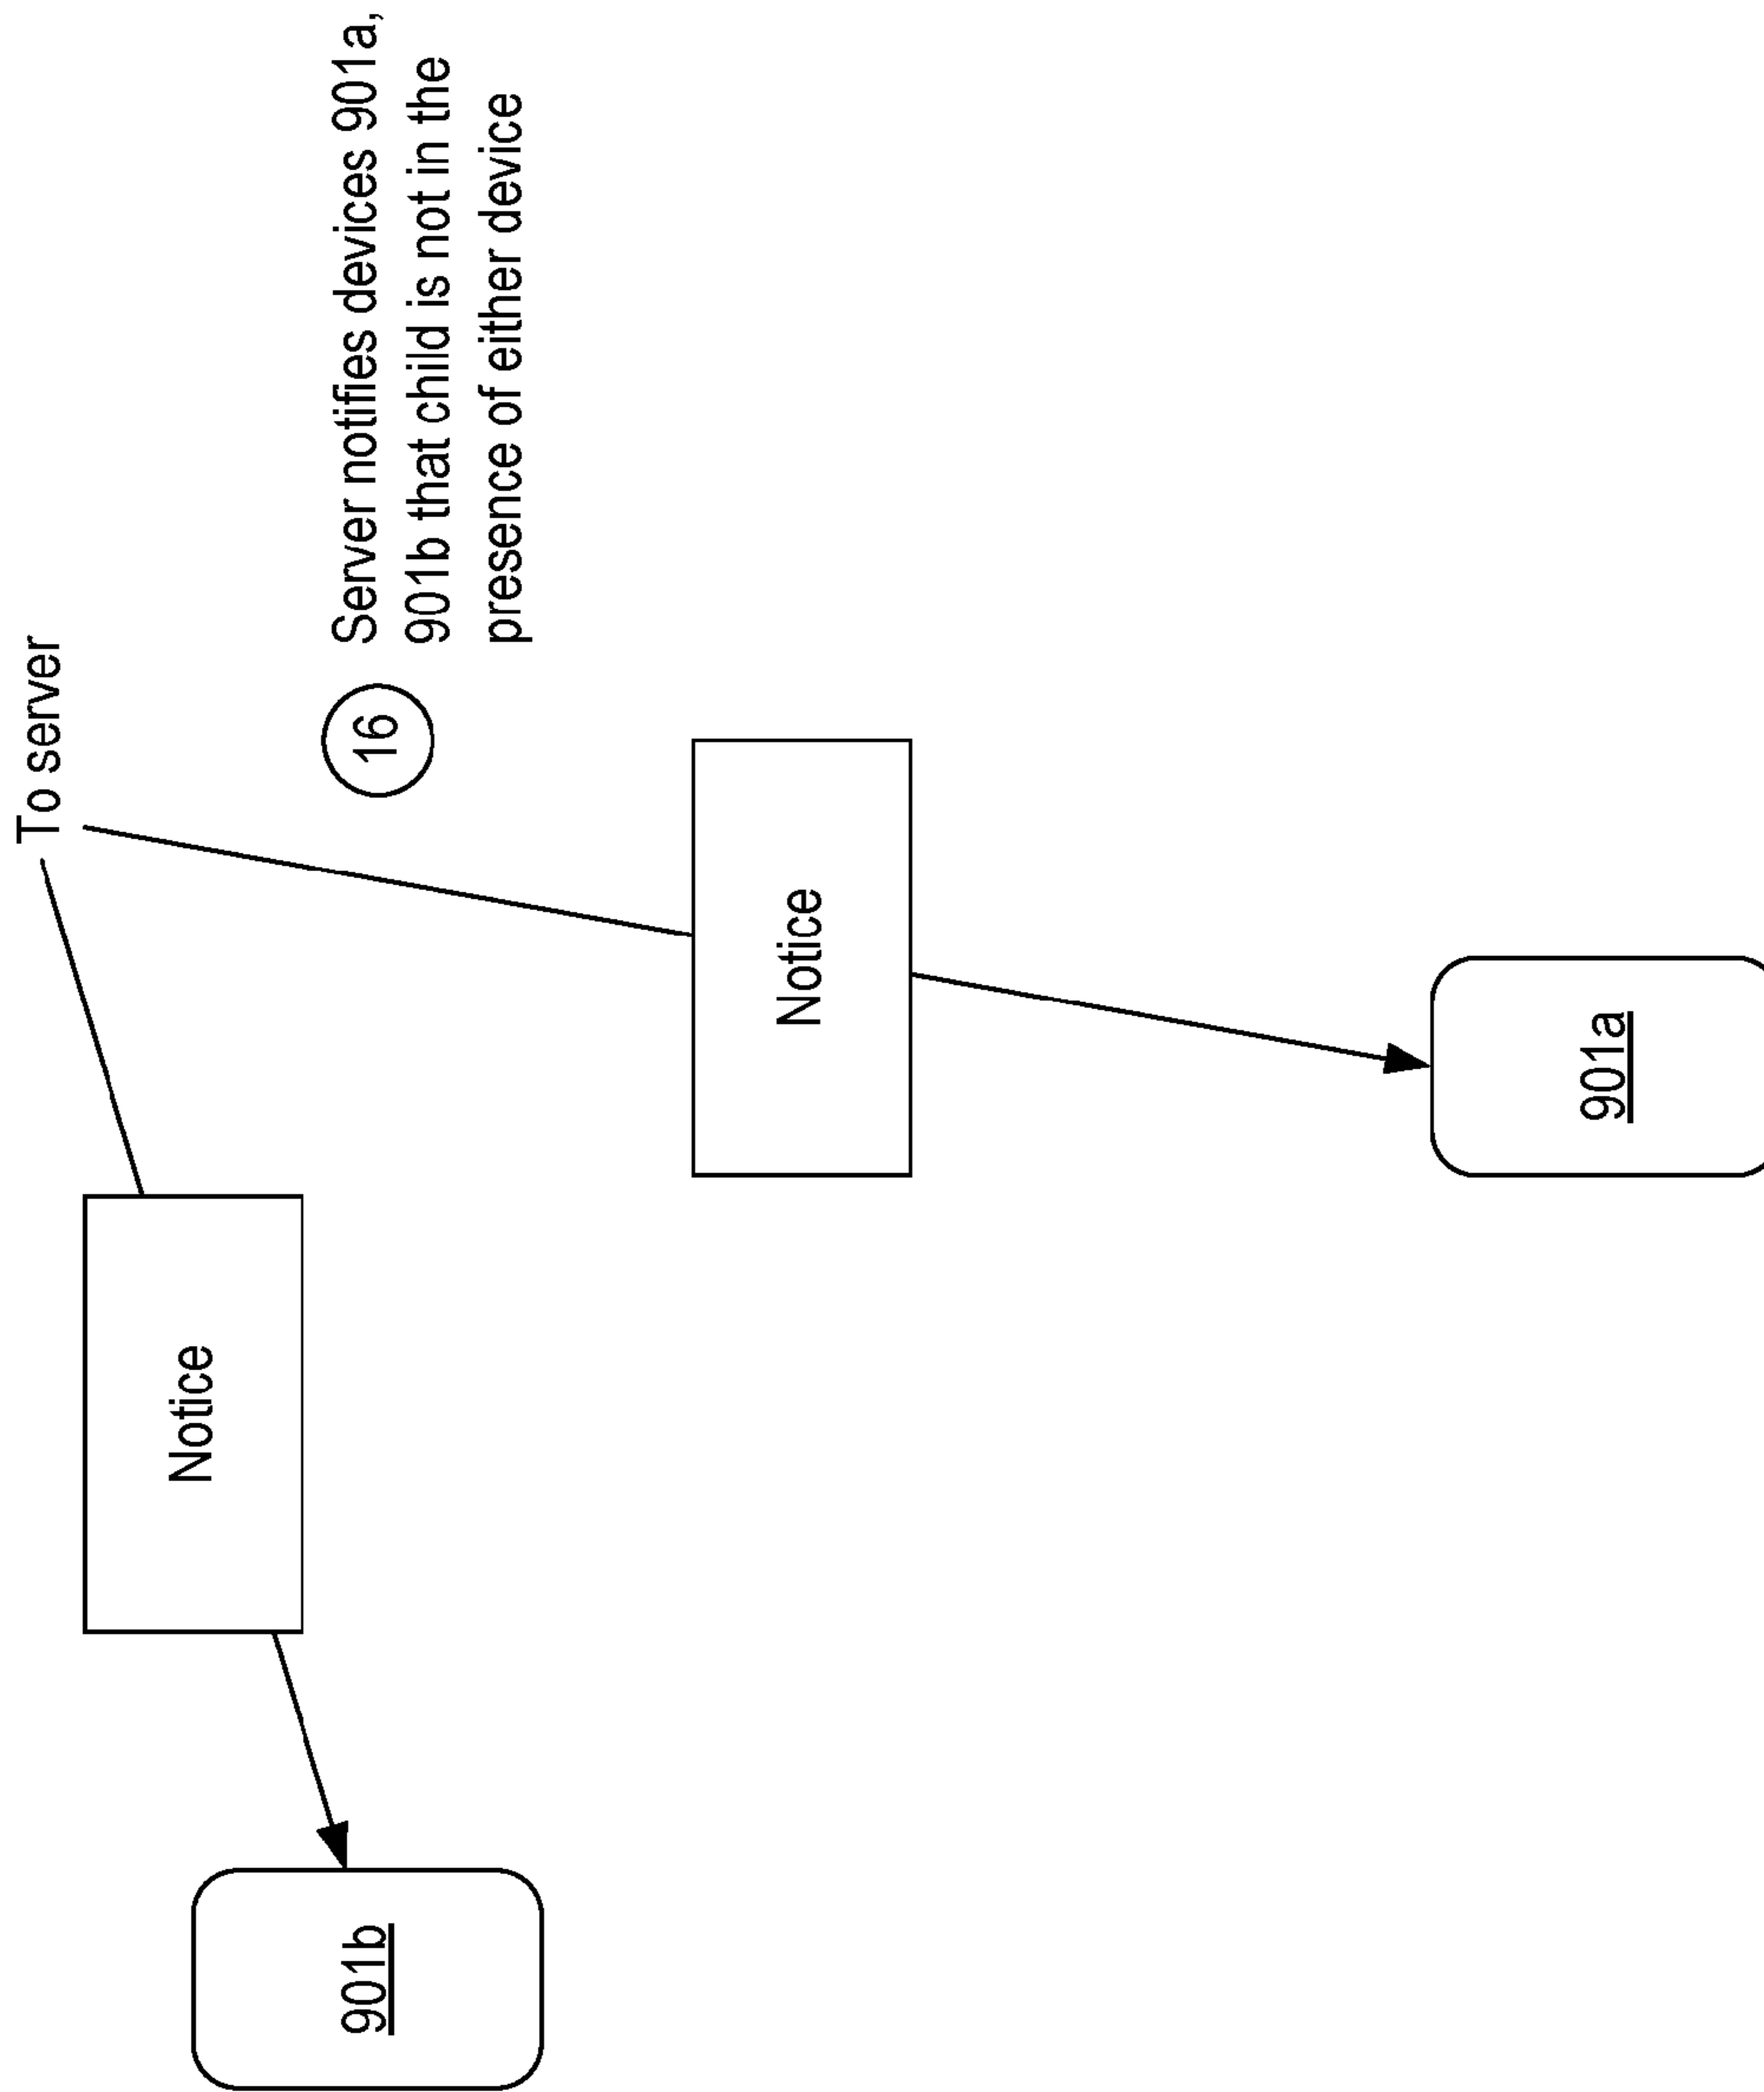 To server
16
Server notifies devices 901a,
901b that child is not in the
presence of either device
Notice
Notice
901b
901a